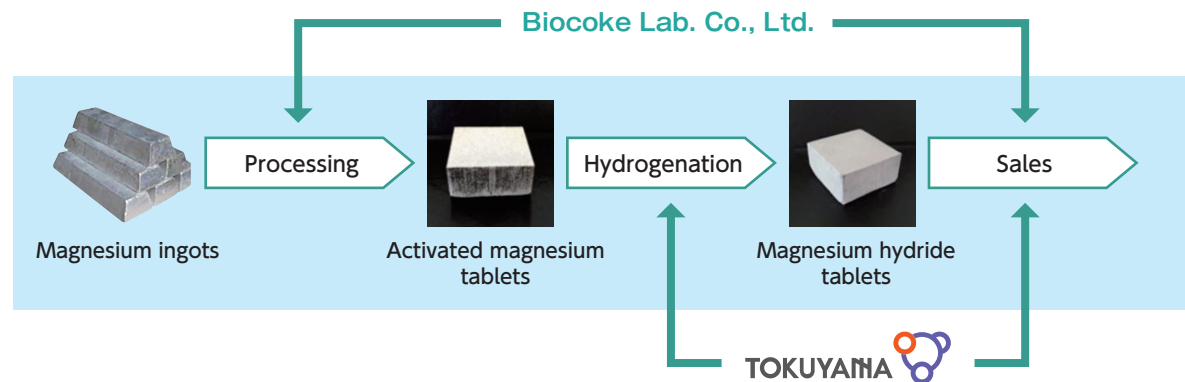 Biocoke Lab. Co., Ltd.
Processing
Hydrogenation
Sales
Magnesium ingots
Activated magnesium
tablets
Magnesium hydride
tablets
TOKUYAMA